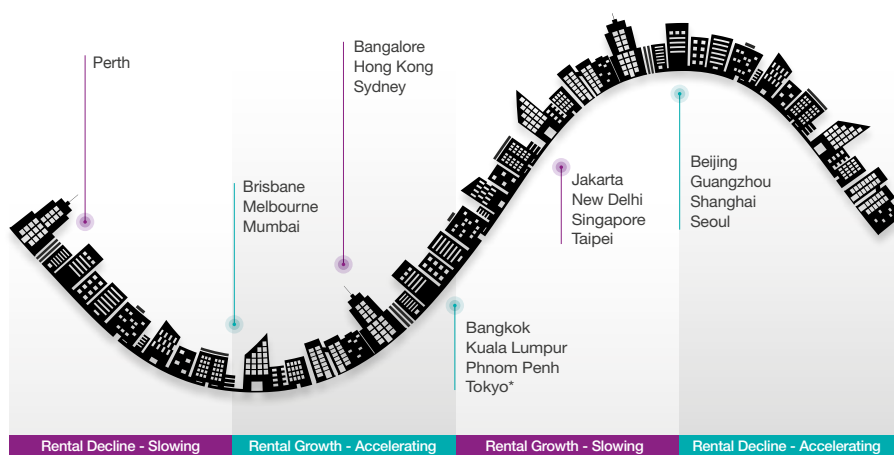 Perth
Bangalore
Hong Kong
Sydney
Brisbane
Melbourne
Mumbai
Jakarta
New Delhi
Singapore
Taipei
Beijing
Guangzhou
Shanghai
Seoul
Bangkok
Kuala Lumpur
Phnom Penh
Tokyo*
Rental Decline - Slowing
Rental Growth - Accelerating
Rental Growth - Slowing
Rental Decline - Accelerating